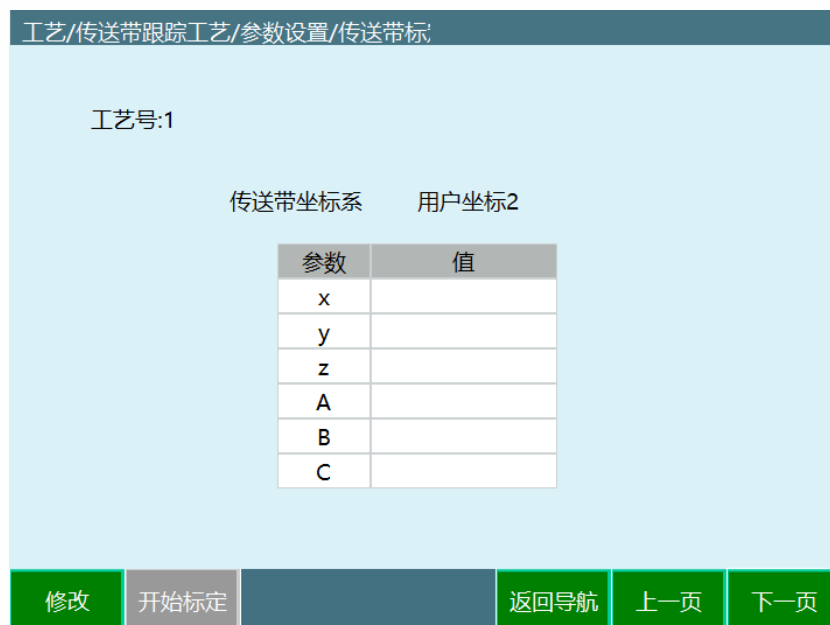 工艺/传送带跟踪工艺/参数设置/传送带标
工艺号:1
传送带坐标系 用户坐标2
参数 值
x
y
z
A
B
C
修改 开始标定 返回导航 上一页 下一页